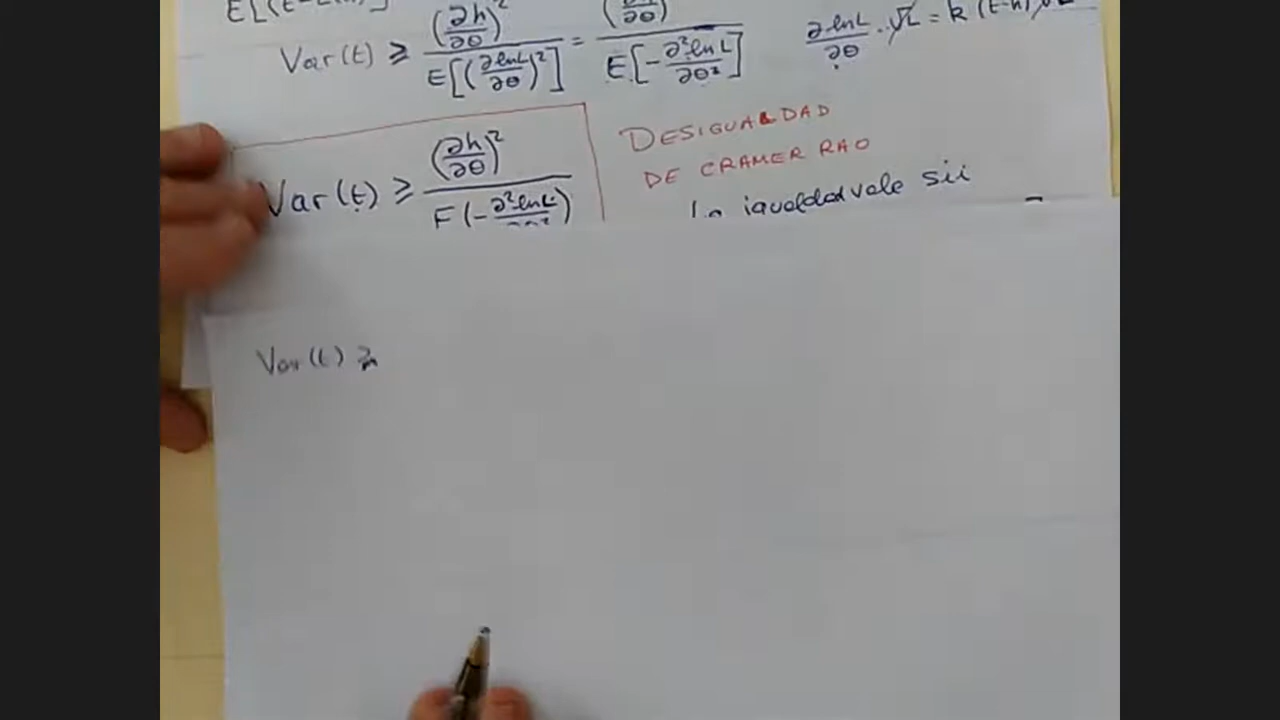 Var(t) ≥ (∂h/∂θ)² / E[(∂lnL/∂θ)²] = (∂h/∂θ)² / E[-∂²lnL/∂θ²]
∂lnL/∂θ · √L = k (t-h) √L
Var(t) ≥ (∂h/∂θ)² / E(-∂²lnL/∂θ²)
DESIGUALDAD
DE CRAMER RAO
La igualdad vale sii
Var(t) ≥